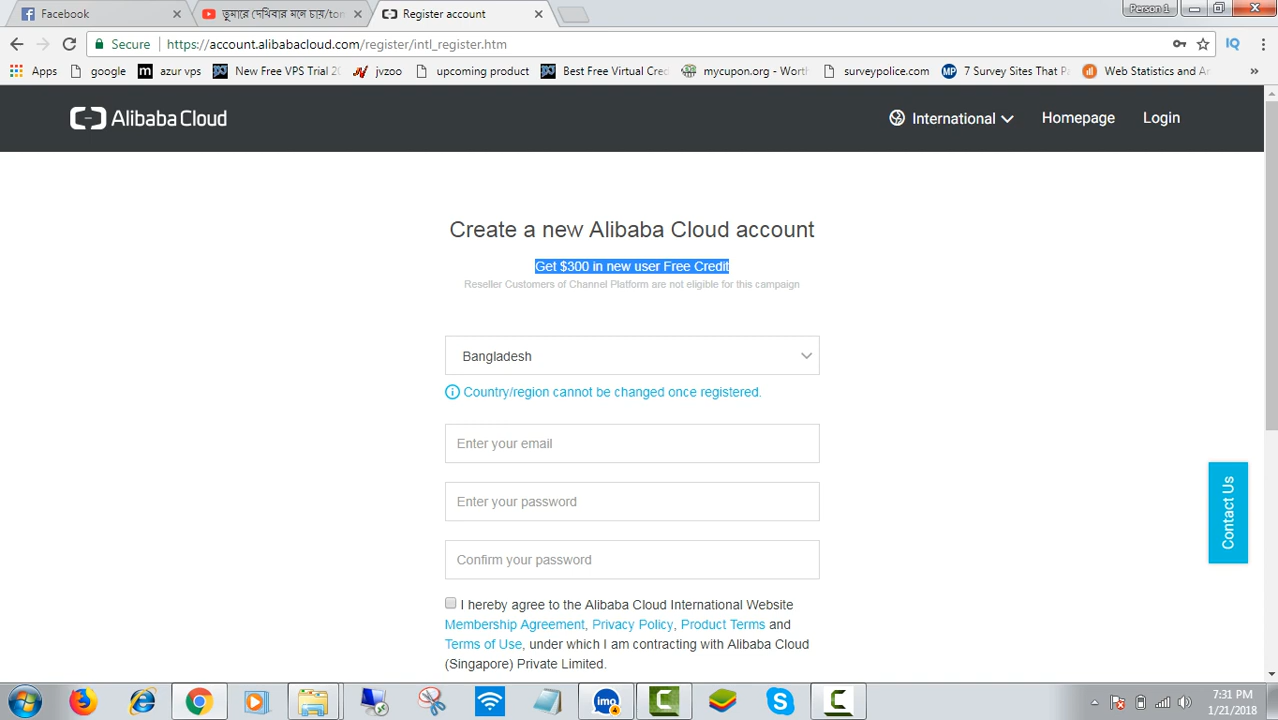 Facebook
তুমারে দেখিবার মনে চায়/ton
Register account
Person 1
Secure
https://account.alibabacloud.com/register/intl_register.htm
Apps
google
azur vps
New Free VPS Trial 20
jvzoo
upcoming product
Best Free Virtual Cred
mycupon.org - Worth
surveypolice.com
7 Survey Sites That Pa
Web Statistics and An
»
Alibaba Cloud
International
Homepage
Login
Create a new Alibaba Cloud account
Get $300 in new user Free Credit
Reseller Customers of Channel Platform are not eligible for this campaign
Bangladesh
Country/region cannot be changed once registered.
Enter your email
Enter your password
Confirm your password
I hereby agree to the Alibaba Cloud International Website
Membership Agreement, Privacy Policy, Product Terms and
Terms of Use, under which I am contracting with Alibaba Cloud
(Singapore) Private Limited.
Contact Us
7:31 PM
1/21/2018